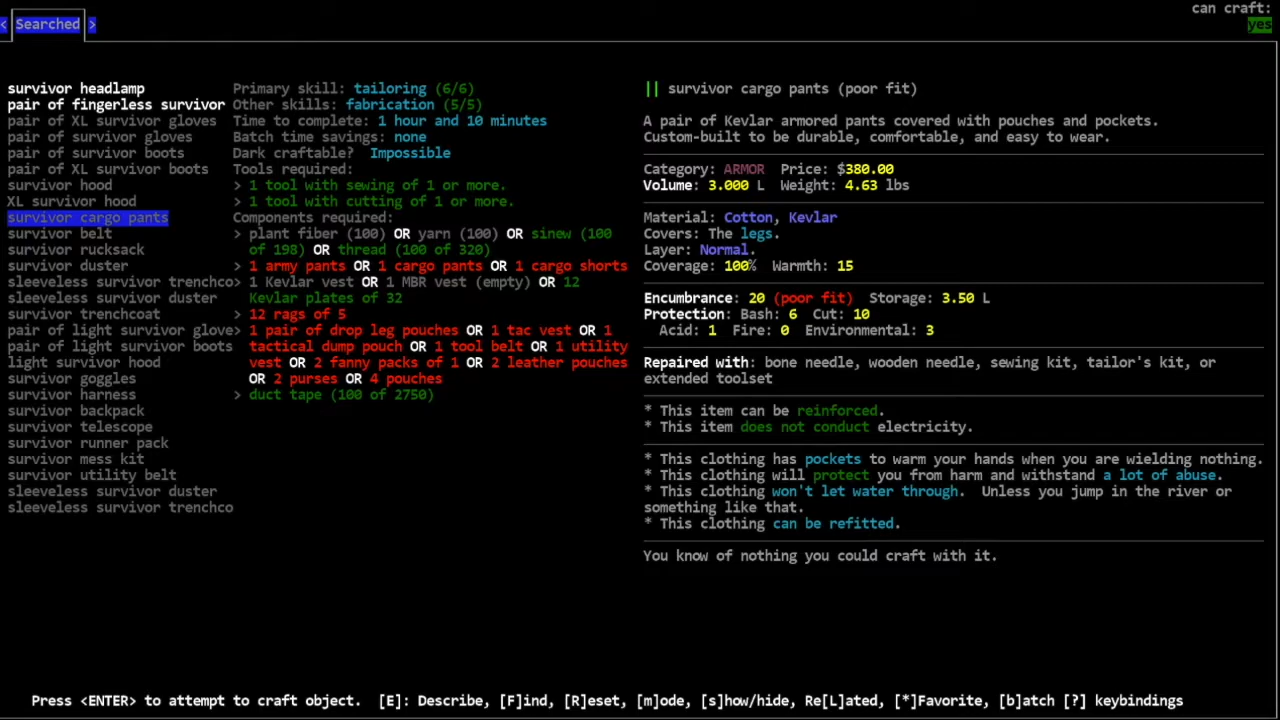 can craft:
< Searched > yes
survivor headlamp
pair of fingerless survivor
pair of XL survivor gloves
pair of survivor gloves
pair of survivor boots
pair of XL survivor boots
survivor hood
XL survivor hood
survivor cargo pants
survivor belt
survivor rucksack
survivor duster
sleeveless survivor trenchco
sleeveless survivor duster
survivor trenchcoat
pair of light survivor glove
pair of light survivor boots
light survivor hood
survivor goggles
survivor harness
survivor backpack
survivor telescope
survivor runner pack
survivor mess kit
survivor utility belt
sleeveless survivor duster
sleeveless survivor trenchco
Primary skill: tailoring (6/6)
Other skills: fabrication (5/5)
Time to complete: 1 hour and 10 minutes
Batch time savings: none
Dark craftable? Impossible
Tools required:
> 1 tool with sewing of 1 or more.
> 1 tool with cutting of 1 or more.
Components required:
> plant fiber (100) OR yarn (100) OR sinew (100
of 198) OR thread (100 of 320)
> 1 army pants OR 1 cargo pants OR 1 cargo shorts
> 1 Kevlar vest OR 1 MBR vest (empty) OR 12
Kevlar plates of 32
> 12 rags of 5
> 1 pair of drop leg pouches OR 1 tac vest OR 1
tactical dump pouch OR 1 tool belt OR 1 utility
vest OR 2 fanny packs of 1 OR 2 leather pouches
OR 2 purses OR 4 pouches
> duct tape (100 of 2750)
|| survivor cargo pants (poor fit)
A pair of Kevlar armored pants covered with pouches and pockets.
Custom-built to be durable, comfortable, and easy to wear.
Category: ARMOR Price: $380.00
Volume: 3.000 L Weight: 4.63 lbs
Material: Cotton, Kevlar
Covers: The legs.
Layer: Normal.
Coverage: 100% Warmth: 15
Encumbrance: 20 (poor fit) Storage: 3.50 L
Protection: Bash: 6 Cut: 10
Acid: 1 Fire: 0 Environmental: 3
Repaired with: bone needle, wooden needle, sewing kit, tailor's kit, or
extended toolset
* This item can be reinforced.
* This item does not conduct electricity.
* This clothing has pockets to warm your hands when you are wielding nothing.
* This clothing will protect you from harm and withstand a lot of abuse.
* This clothing won't let water through. Unless you jump in the river or
something like that.
* This clothing can be refitted.
You know of nothing you could craft with it.
Press <ENTER> to attempt to craft object. [E]: Describe, [F]ind, [R]eset, [m]ode, [s]how/hide, Re[L]ated, [*]Favorite, [b]atch [?] keybindings